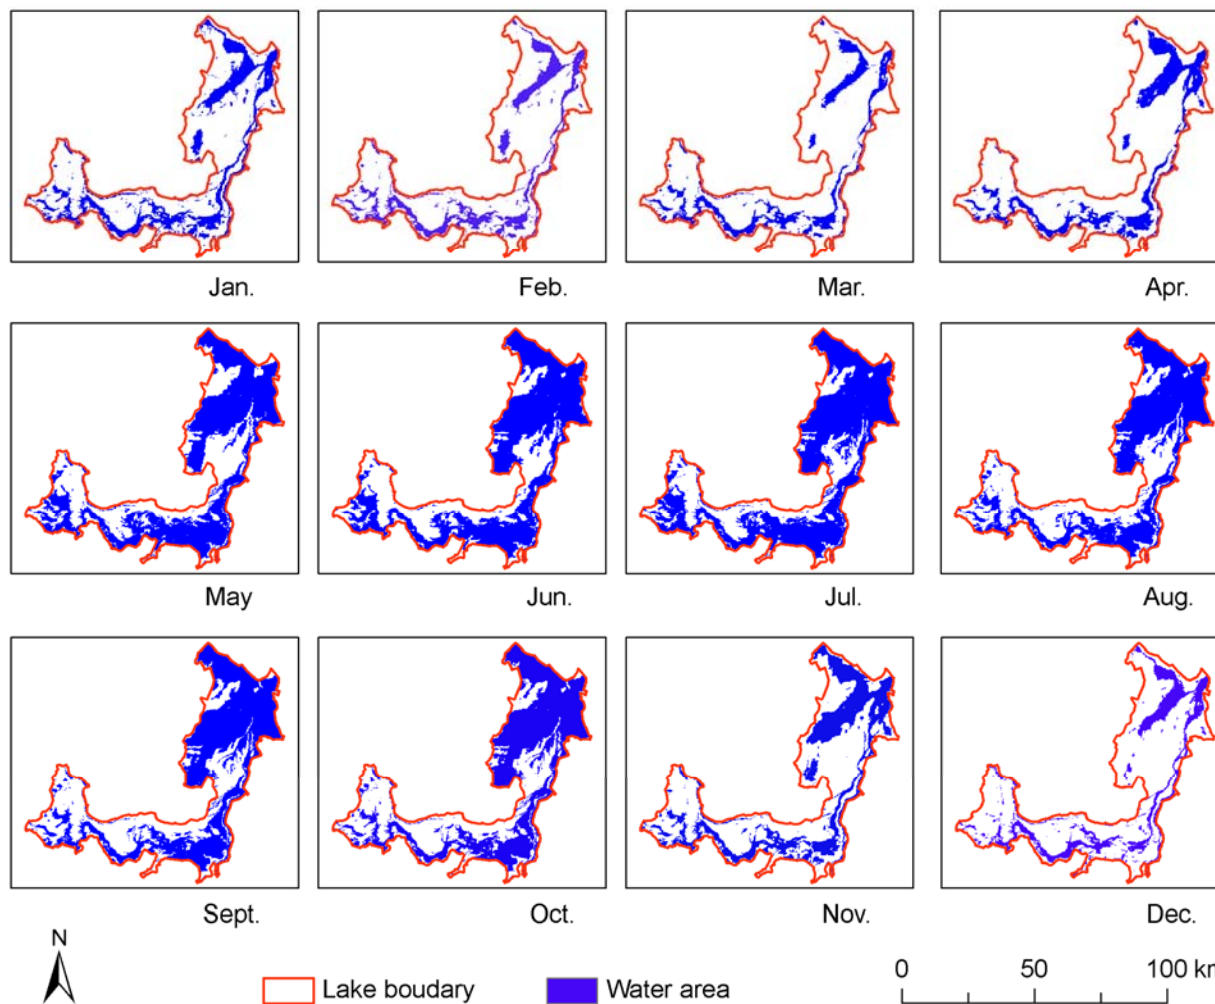 Jan. Feb. Mar. Apr.
May Jun. Jul. Aug.
Sept. Oct. Nov. Dec.
N
Lake boudary Water area 0 50 100 km